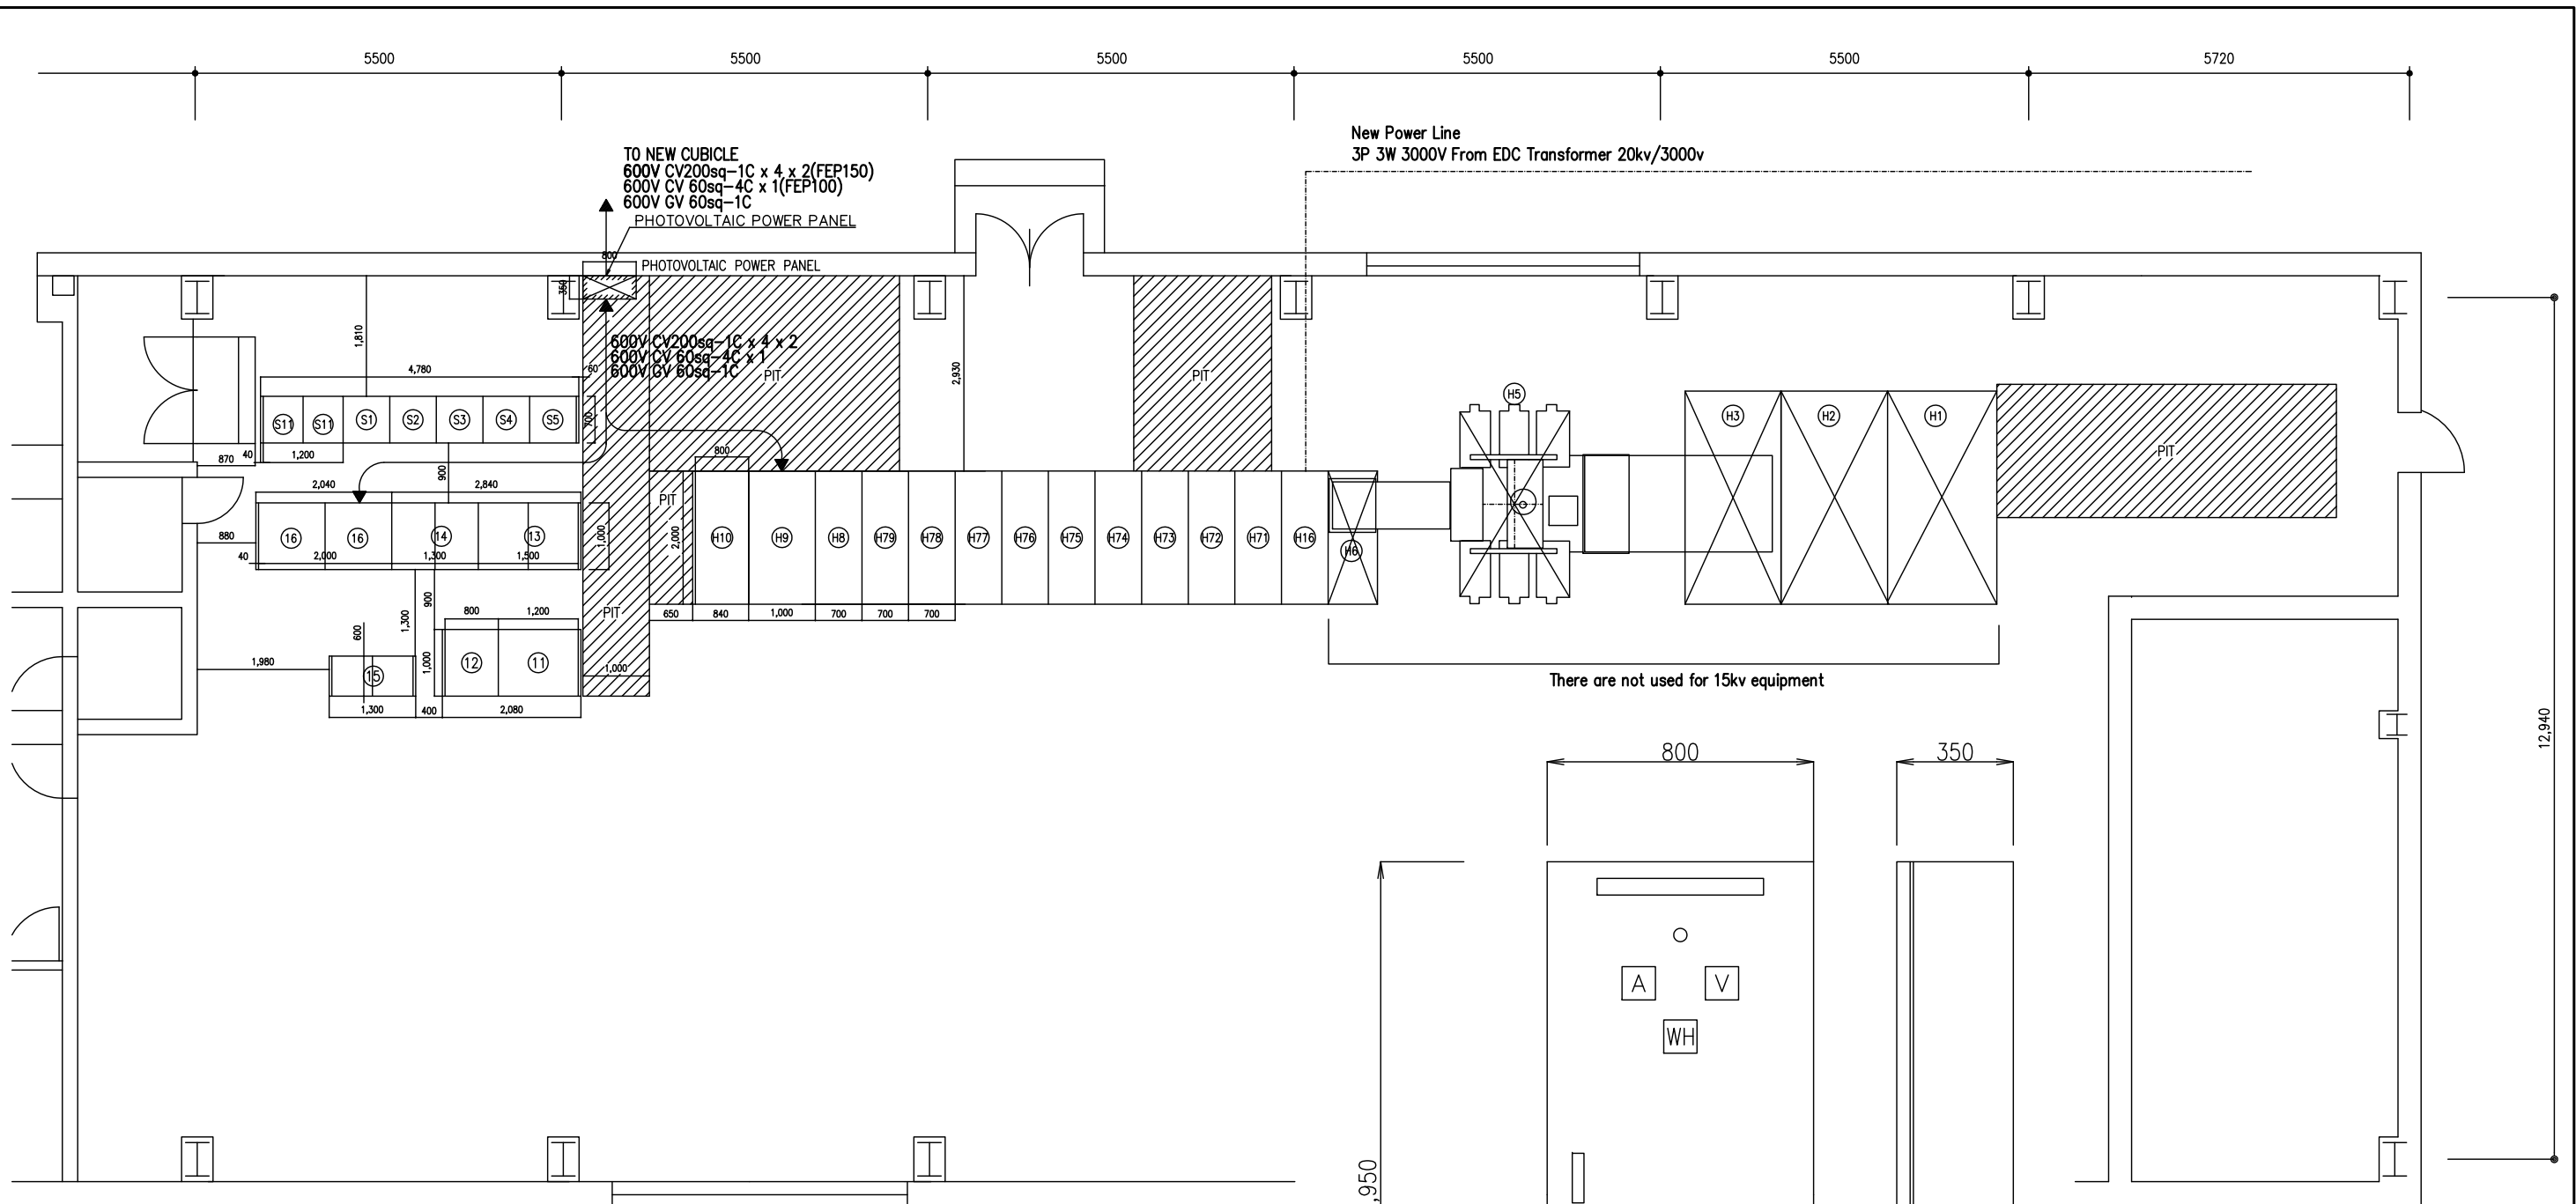 5500 5500 5500 5500 5500 5720
New Power Line
3P 3W 3000V From EDC Transformer 20kv/3000v
TO NEW CUBICLE
600V CV200sq-1C x 4 x 2(FEP150)
600V CV 60sq-4C x 1(FEP100)
600V GV 60sq-1C
PHOTOVOLTAIC POWER PANEL
800
PHOTOVOLTAIC POWER PANEL
350
1,810
600V CV200sq-1C x 4 x 2
600V CV 60sq-4C x 1
600V GV 60sq-1C
4,780
60
PIT
2,930
PIT
H5
H3 H2 H1
PIT
S11 S11 S1 S2 S3 S4 S5
700
870
40
1,200
900
800
2,040 2,840
PIT
2,000
880
16 16 14 13
1,000
40
2,000 1,300 1,500
H10 H9 H8 H79 H78 H77 H76 H75 H74 H73 H72 H71 H16 H6
PIT
650 840 1,000 700 700 700
1,300
900
800 1,200
600
1,980
15
1,000
12 11
1,000
1,300 400 2,080
There are not used for 15kv equipment
12,940
800 350
A V
WH
,950